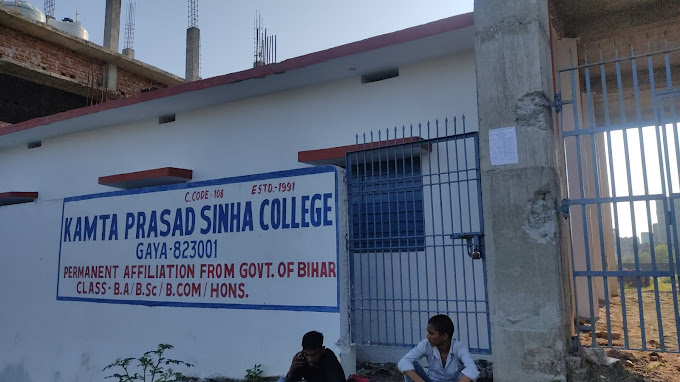 C.CODE-108 ESTD.-1991
KAMTA PRASAD SINHA COLLEGE
GAYA-823001
PERMANENT AFFILIATION FROM GOVT. OF BIHAR
CLASS-B.A/B.Sc/B.COM/HONS.